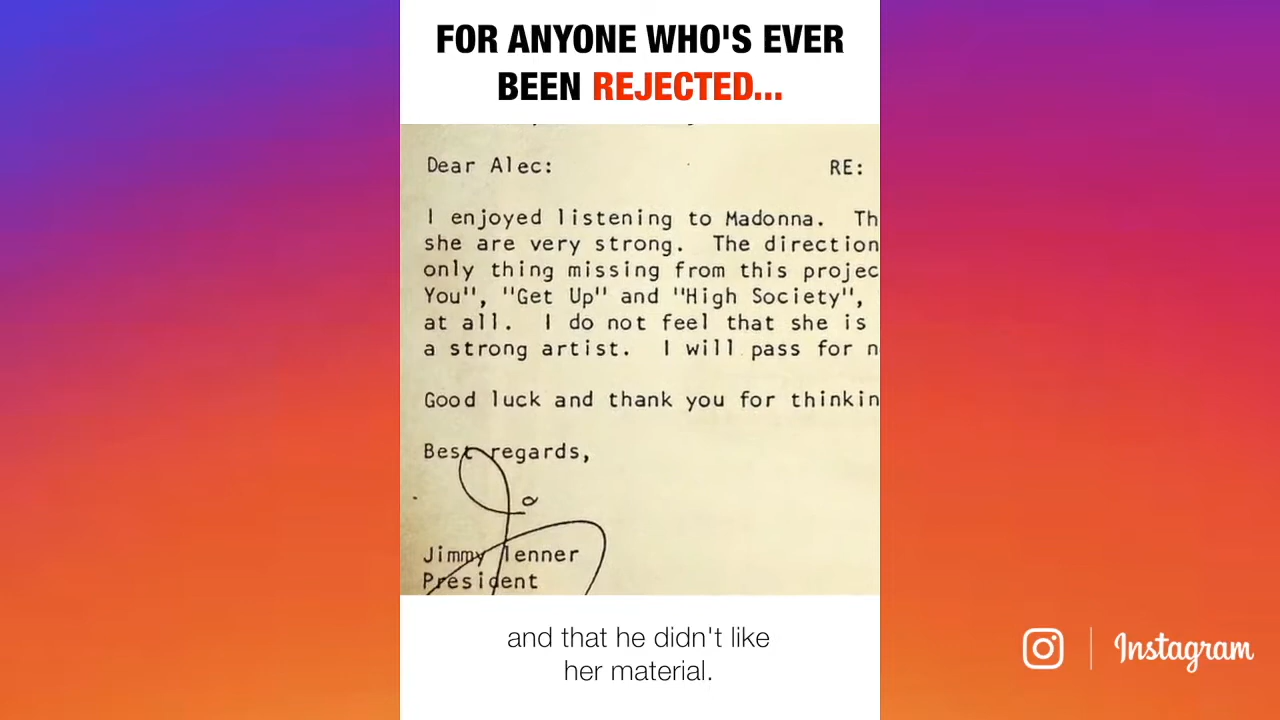 FOR ANYONE WHO'S EVER
BEEN REJECTED...
Dear Alec: RE:
I enjoyed listening to Madonna. Th
she are very strong. The direction
only thing missing from this projec
You", "Get Up" and "High Society",
at all. I do not feel that she is
a strong artist. I will pass for n
Good luck and thank you for thinkin
Best regards,
Jimmy Ienner
President
and that he didn't like
her material.
Instagram